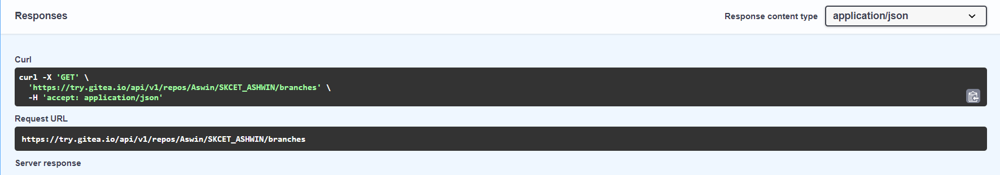 Responses
Response content type
application/json
Curl
curl -X 'GET' \
'https://try.gitea.io/api/v1/repos/Aswin/SKCET_ASHWIN/branches' \
-H 'accept: application/json'
Request URL
https://try.gitea.io/api/v1/repos/Aswin/SKCET_ASHWIN/branches
Server response